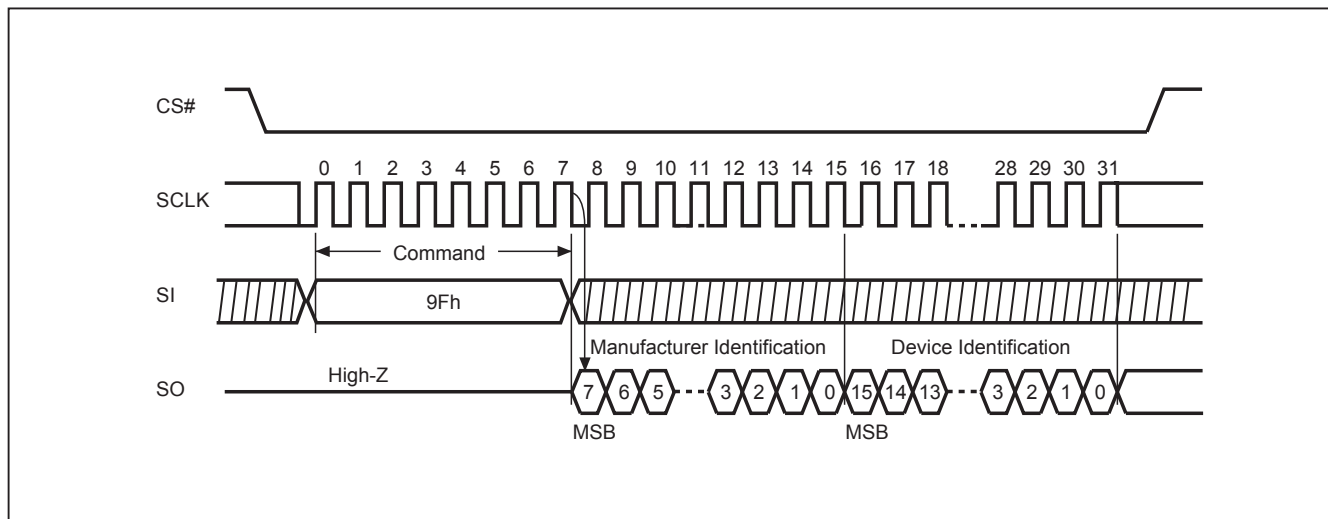 CS#
0 1 2 3 4 5 6 7 8 9 10 11 12 13 14 15 16 17 18 28 29 30 31
SCLK
Command
SI
9Fh
Manufacturer Identification Device Identification
High-Z
SO
7 6 5 3 2 1 0 15 14 13 3 2 1 0
MSB MSB